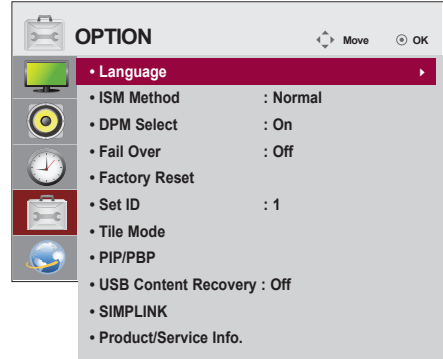 OPTION
Move
OK
• Language
• ISM Method : Normal
• DPM Select : On
• Fail Over : Off
• Factory Reset
• Set ID : 1
• Tile Mode
• PIP/PBP
• USB Content Recovery : Off
• SIMPLINK
• Product/Service Info.